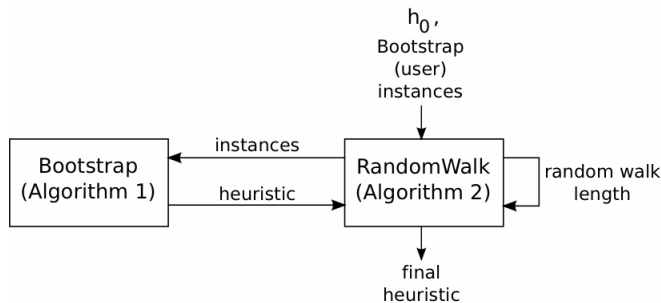 h0,
Bootstrap
(user)
instances
instances
Bootstrap
(Algorithm 1)
heuristic
RandomWalk
(Algorithm 2)
random walk
length
final
heuristic